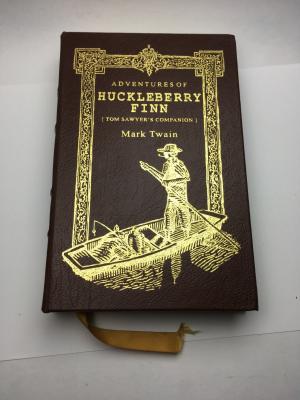 ADVENTURES OF
HUCKLEBERRY
FINN
[ TOM SAWYER'S COMPANION ]
Mark Twain